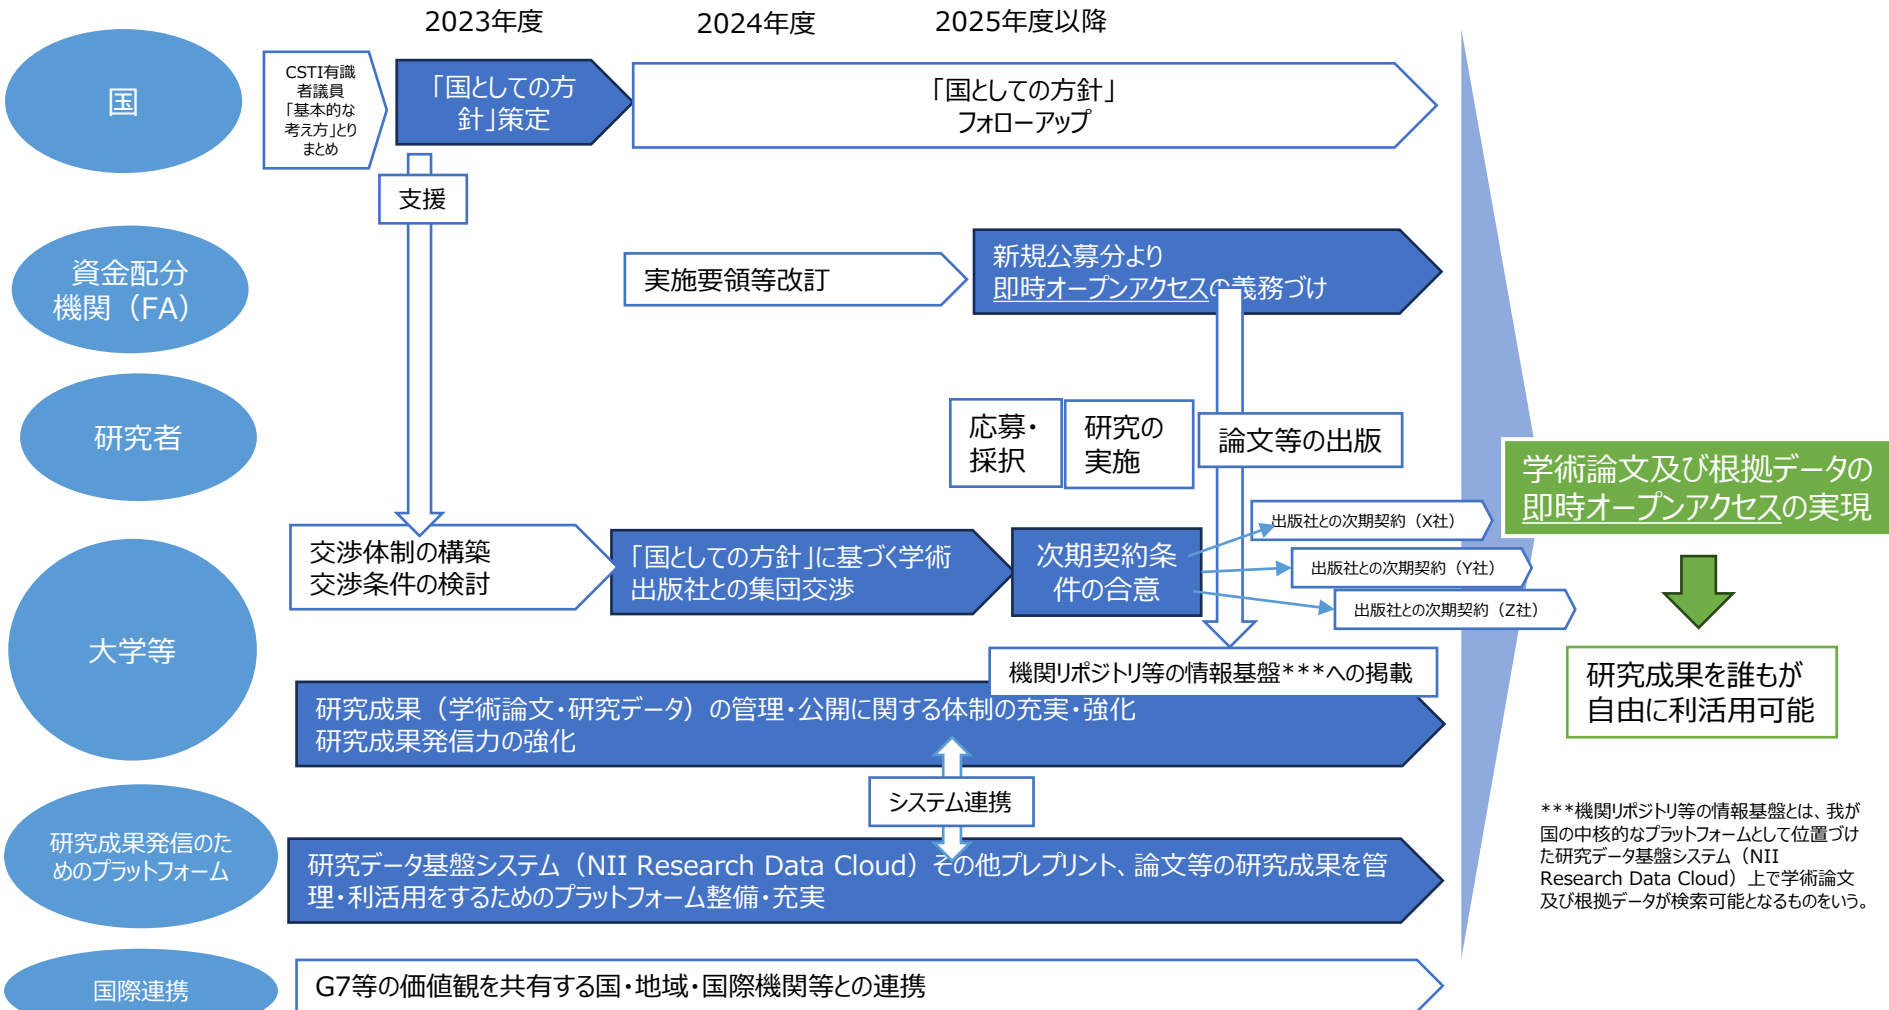 2023年度
2024年度
2025年度以降
国
CSTI有識
者議員
「基本的な
考え方」とり
まとめ
「国としての方
針」策定
「国としての方針」
フォローアップ
支援
資金配分
機関（FA）
実施要領等改訂
新規公募分より
即時オープンアクセスの義務づけ
研究者
応募・
採択
研究の
実施
論文等の出版
大学等
交渉体制の構築
交渉条件の検討
「国としての方針」に基づく学術
出版社との集団交渉
次期契約条
件の合意
出版社との次期契約（X社）
出版社との次期契約（Y社）
出版社との次期契約（Z社）
機関リポジトリ等の情報基盤***への掲載
研究成果（学術論文・研究データ）の管理・公開に関する体制の充実・強化
研究成果発信力の強化
システム連携
研究成果発信のた
めのプラットフォーム
研究データ基盤システム（NII Research Data Cloud）その他プレプリント、論文等の研究成果を管
理・利活用をするためのプラットフォーム整備・充実
国際連携
G7等の価値観を共有する国・地域・国際機関等との連携
学術論文及び根拠データの
即時オープンアクセスの実現
研究成果を誰もが
自由に利活用可能
***機関リポジトリ等の情報基盤とは、我が
国の中核的なプラットフォームとして位置づけ
た研究データ基盤システム（NII
Research Data Cloud）上で学術論文
及び根拠データが検索可能となるものをいう。